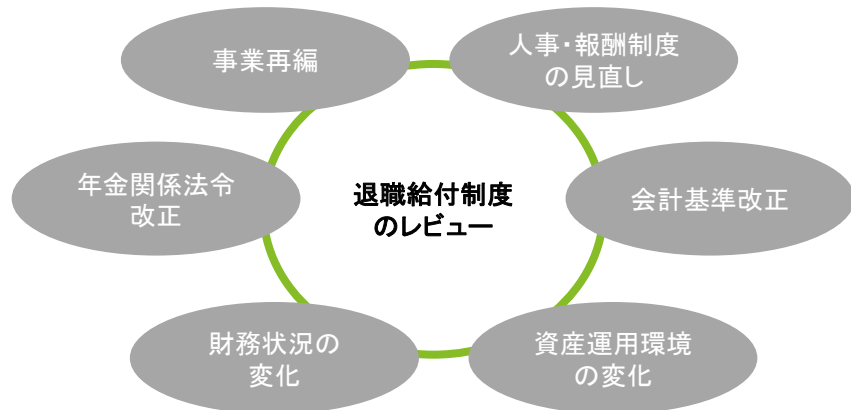 事業再編
人事・報酬制度
の見直し
年金関係法令
改正
退職給付制度
のレビュー
会計基準改正
財務状況の
変化
資産運用環境
の変化